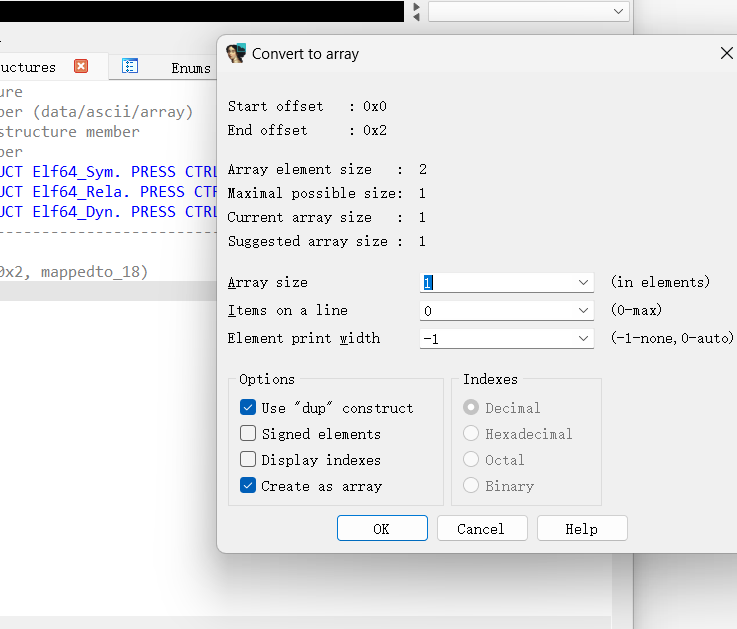 Convert to array
uctures
Enums
ure
ber (data/ascii/array)
structure member
ber
UCT Elf64_Sym. PRESS CTRL
UCT Elf64_Rela. PRESS CTR
UCT Elf64_Dyn. PRESS CTRL
0x2, mappedto_18)
Start offset : 0x0
End offset : 0x2
Array element size : 2
Maximal possible size: 1
Current array size : 1
Suggested array size : 1
Array size 1 (in elements)
Items on a line 0 (0-max)
Element print width -1 (-1-none,0-auto)
Options
Use "dup" construct
Signed elements
Display indexes
Create as array
Indexes
Decimal
Hexadecimal
Octal
Binary
OK Cancel Help